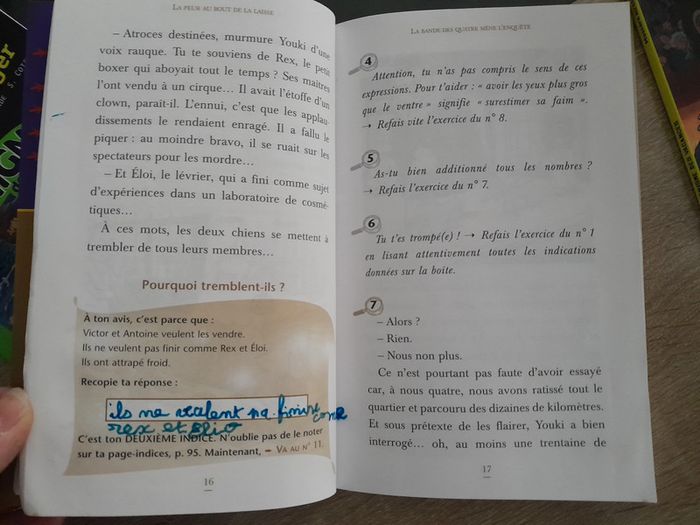 LA PEUR AU BOUT DE LA LAISSE
– Atroces destinées, murmure Youki d'une
voix rauque. Tu te souviens de Rex, le petit
boxer qui aboyait tout le temps ? Ses maîtres
l'ont vendu à un cirque… Il avait l'étoffe d'un
clown, paraît-il. L'ennui, c'est que les applau-
dissements le rendaient enragé. Il a fallu le
piquer : au moindre bravo, il se ruait sur les
spectateurs pour les mordre…
– Et Éloi, le lévrier, qui a fini comme sujet
d'expériences dans un laboratoire de cosmé-
tiques…
À ces mots, les deux chiens se mettent à
trembler de tous leurs membres…
Pourquoi tremblent-ils ?
À ton avis, c'est parce que :
Victor et Antoine veulent les vendre.
Ils ne veulent pas finir comme Rex et Éloi.
Ils ont attrapé froid.
Recopie ta réponse :
ils ne veulent pa finir come
rex et elio
C'est ton DEUXIÈME INDICE. N'oublie pas de le noter
sur ta page-indices, p. 95. Maintenant, → VA AU N° 11.
16
LA BANDE DES QUATRE MÈNE L'ENQUÊTE
4
Attention, tu n'as pas compris le sens de ces
expressions. Pour t'aider : « avoir les yeux plus gros
que le ventre » signifie « surestimer sa faim ».
→ Refais vite l'exercice du n° 8.
5
As-tu bien additionné tous les nombres ?
→ Refais l'exercice du n° 7.
6
Tu t'es trompé(e) ! → Refais l'exercice du n° 1
en lisant attentivement toutes les indications
données sur la boîte.
7
– Alors ?
– Rien.
– Nous non plus.
Ce n'est pourtant pas faute d'avoir essayé
car, à nous quatre, nous avons ratissé tout le
quartier et parcouru des dizaines de kilomètres.
Et sous prétexte de les flairer, Youki a bien
interrogé… oh, au moins une trentaine de
17